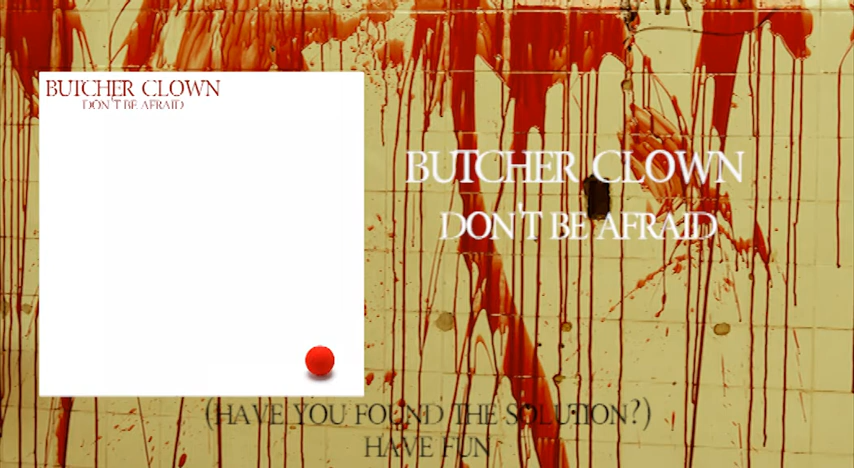 BUTCHER CLOWN
DON'T BE AFRAID
BUTCHER CLOWN
DON'T BE AFRAID
(HAVE YOU FOUND THE SOLUTION?)
HAVE FUN